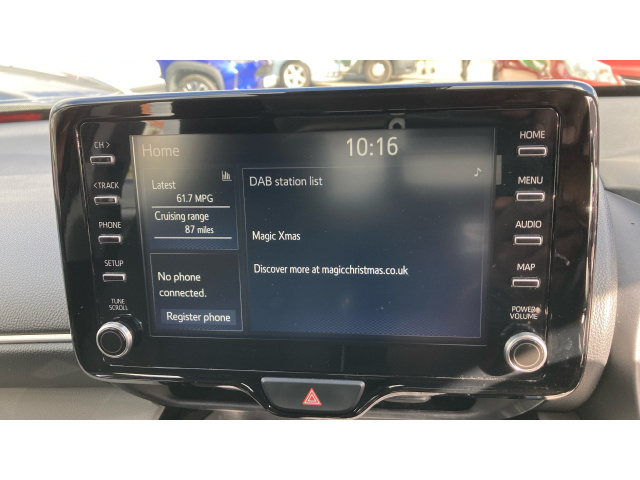 CH >
< TRACK
PHONE
SETUP
TUNE
SCROLL
Home
10:16
Latest
61.7 MPG
Cruising range
87 miles
No phone
connected.
Register phone
DAB station list
Magic Xmas
Discover more at magicchristmas.co.uk
HOME
MENU
AUDIO
MAP
POWER
VOLUME